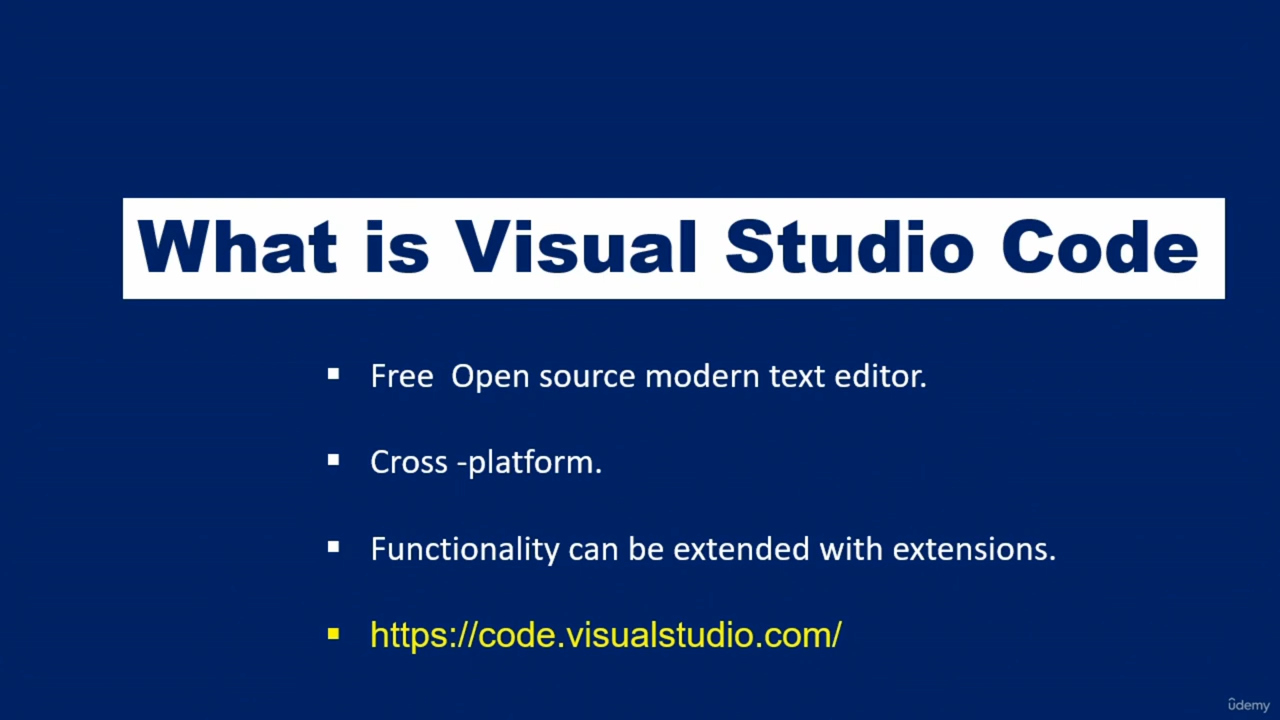 What is Visual Studio Code
▪ Free  Open source modern text editor.
▪ Cross -platform.
▪ Functionality can be extended with extensions.
▪ https://code.visualstudio.com/
ûdemy